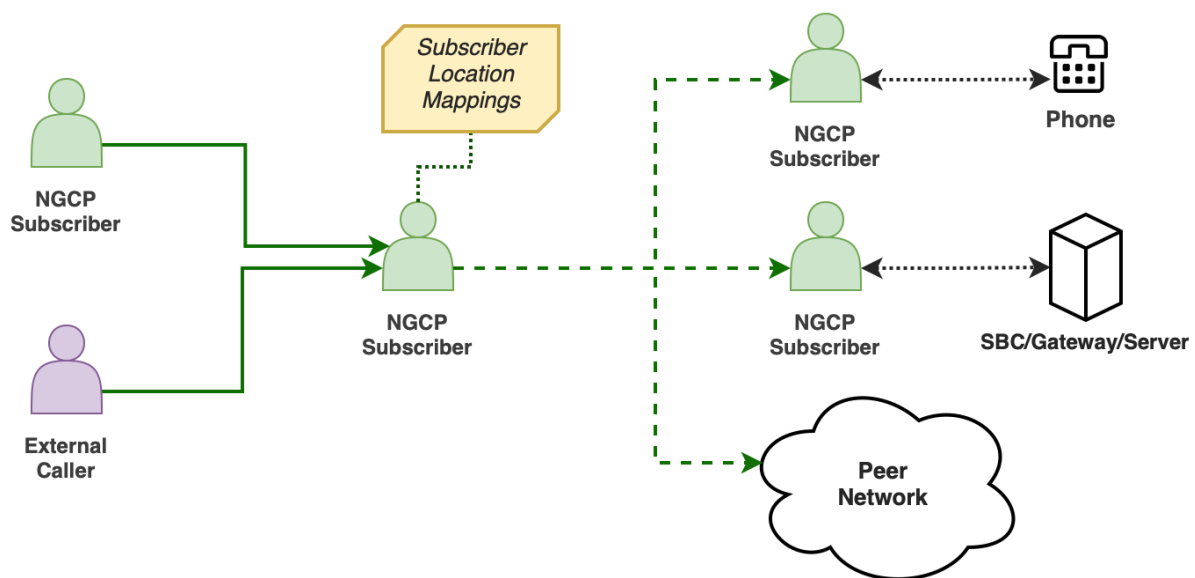 Subscriber
Location
Mappings
NGCP
Subscriber
Phone
NGCP
Subscriber
NGCP
Subscriber
NGCP
Subscriber
SBC/Gateway/Server
External
Caller
Peer
Network